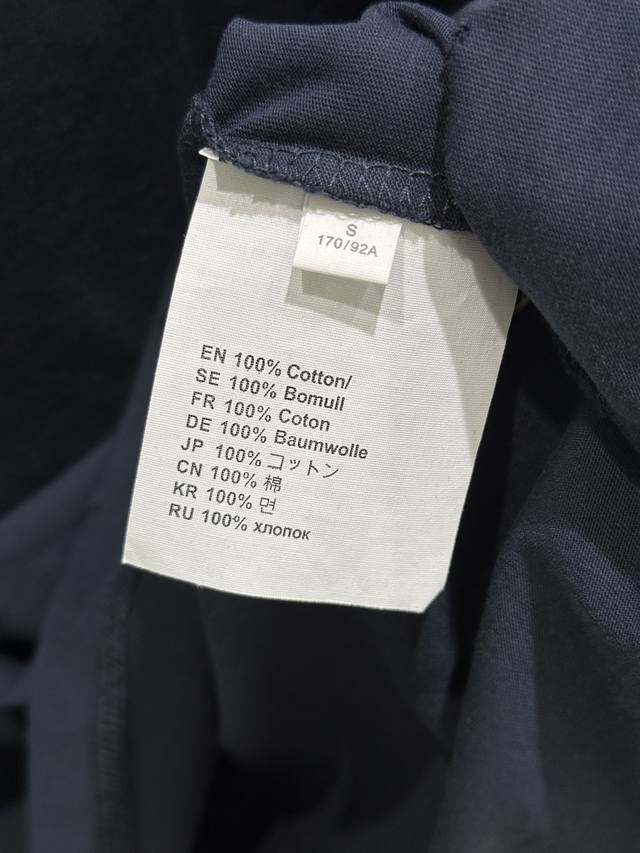 S
170/92A
EN 100% Cotton/
SE 100% Bomull
FR 100% Coton
DE 100% Baumwolle
JP 100% コットン
CN 100% 棉
KR 100% 면
RU 100% хлопок